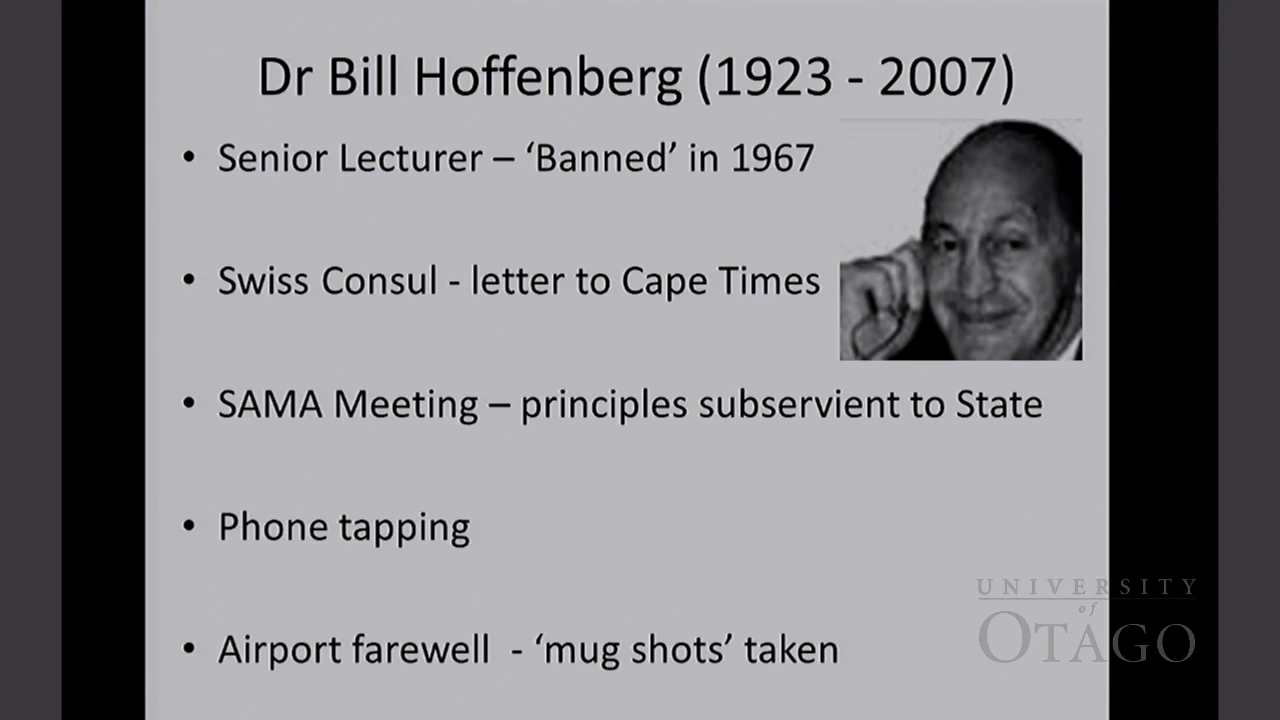 Dr Bill Hoffenberg (1923 - 2007)
• Senior Lecturer – ‘Banned’ in 1967
• Swiss Consul - letter to Cape Times
• SAMA Meeting – principles subservient to State
• Phone tapping
• Airport farewell - ‘mug shots’ taken
UNIVERSITY
of
OTAGO